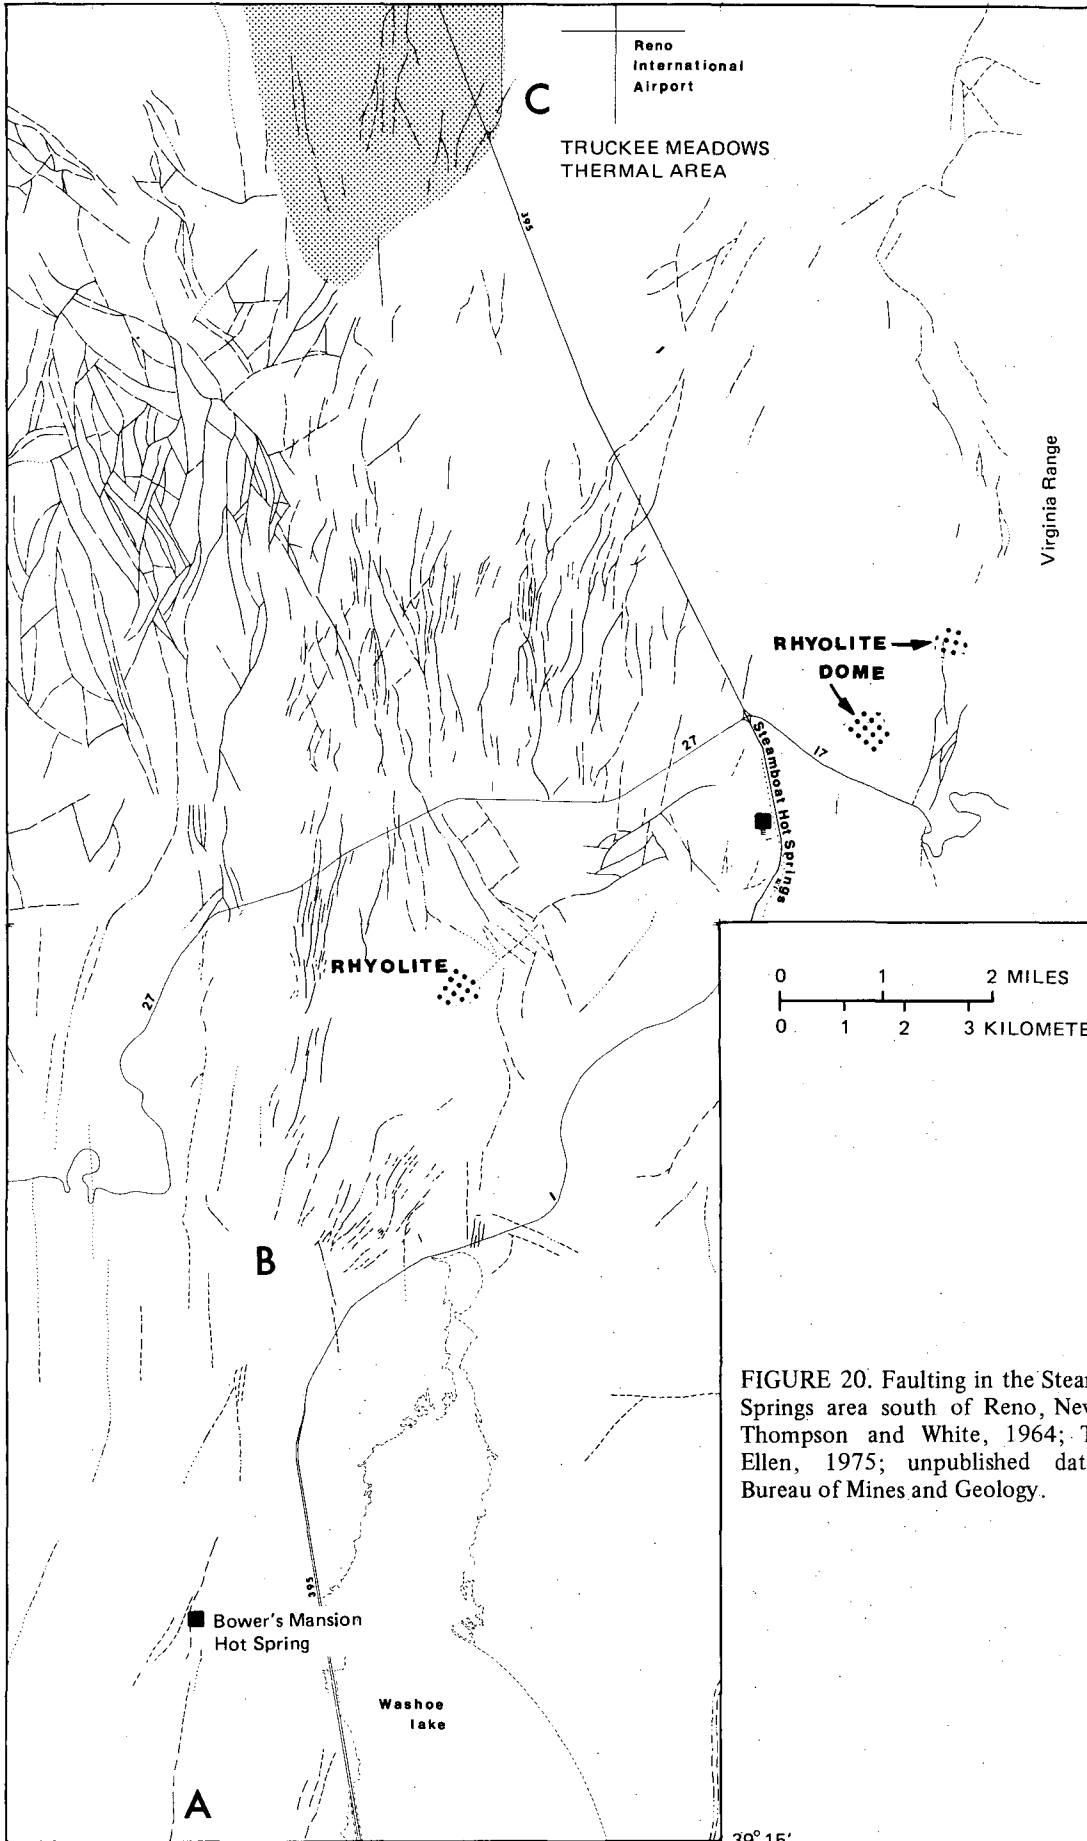 Reno
International
Airport
C
TRUCKEE MEADOWS
THERMAL AREA
395
Virginia Range
RHYOLITE
DOME
27
17
Steamboat Hot Springs
RHYOLITE
27
0 1 2 MILES
0 1 2 3 KILOMETE
B
FIGURE 20. Faulting in the Stea
Springs area south of Reno, Nev
Thompson and White, 1964; T
Ellen, 1975; unpublished dat
Bureau of Mines and Geology.
395
Bower's Mansion
Hot Spring
Washoe
lake
A
39° 15'